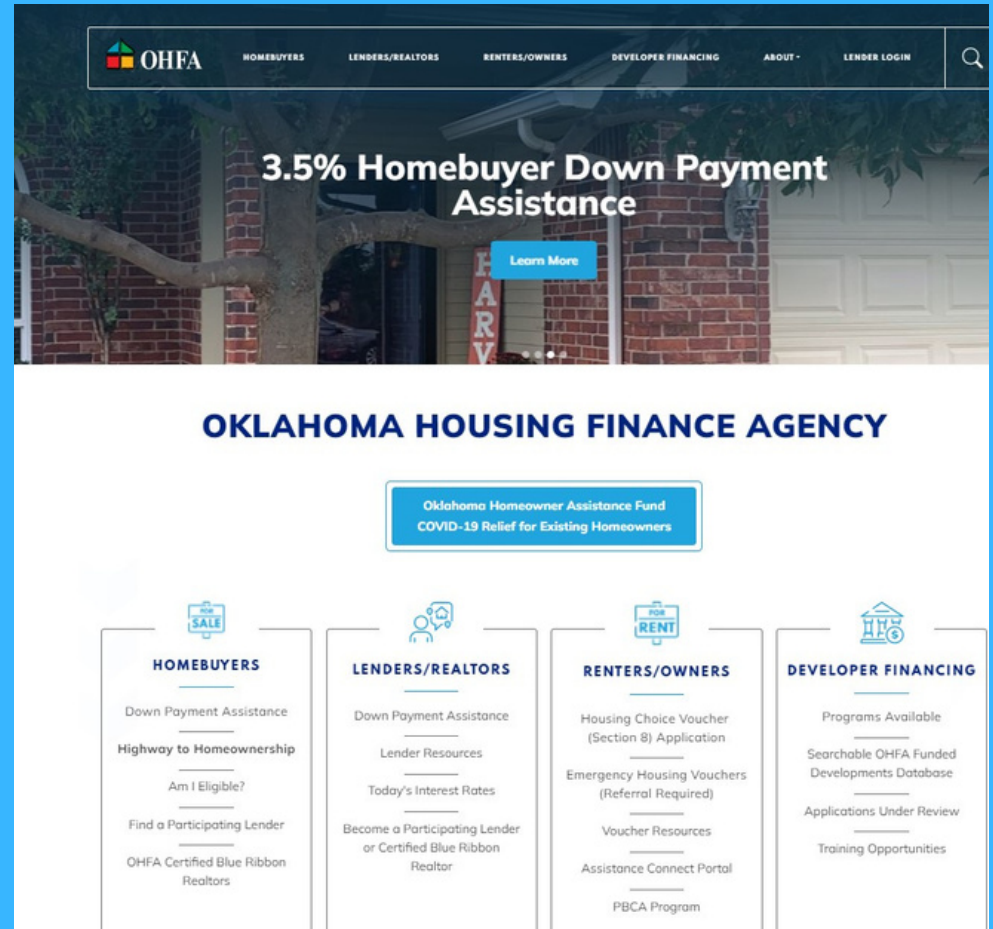 OHFA
HOMEBUYERS
LENDERS/REALTORS
RENTERS/OWNERS
DEVELOPER FINANCING
ABOUT
LENDER LOGIN
3.5% Homebuyer Down Payment
Assistance
Learn More
HARV
OKLAHOMA HOUSING FINANCE AGENCY
Oklahoma Homeowner Assistance Fund
COVID-19 Relief for Existing Homeowners
FOR
SALE
HOMEBUYERS
Down Payment Assistance
Highway to Homeownership
Am I Eligible?
Find a Participating Lender
OHFA Certified Blue Ribbon
Realtors
LENDERS/REALTORS
Down Payment Assistance
Lender Resources
Today's Interest Rates
Become a Participating Lender
or Certified Blue Ribbon
Realtor
FOR
RENT
RENTERS/OWNERS
Housing Choice Voucher
(Section 8) Application
Emergency Housing Vouchers
(Referral Required)
Voucher Resources
Assistance Connect Portal
PBCA Program
$
DEVELOPER FINANCING
Programs Available
Searchable OHFA Funded
Developments Database
Applications Under Review
Training Opportunities